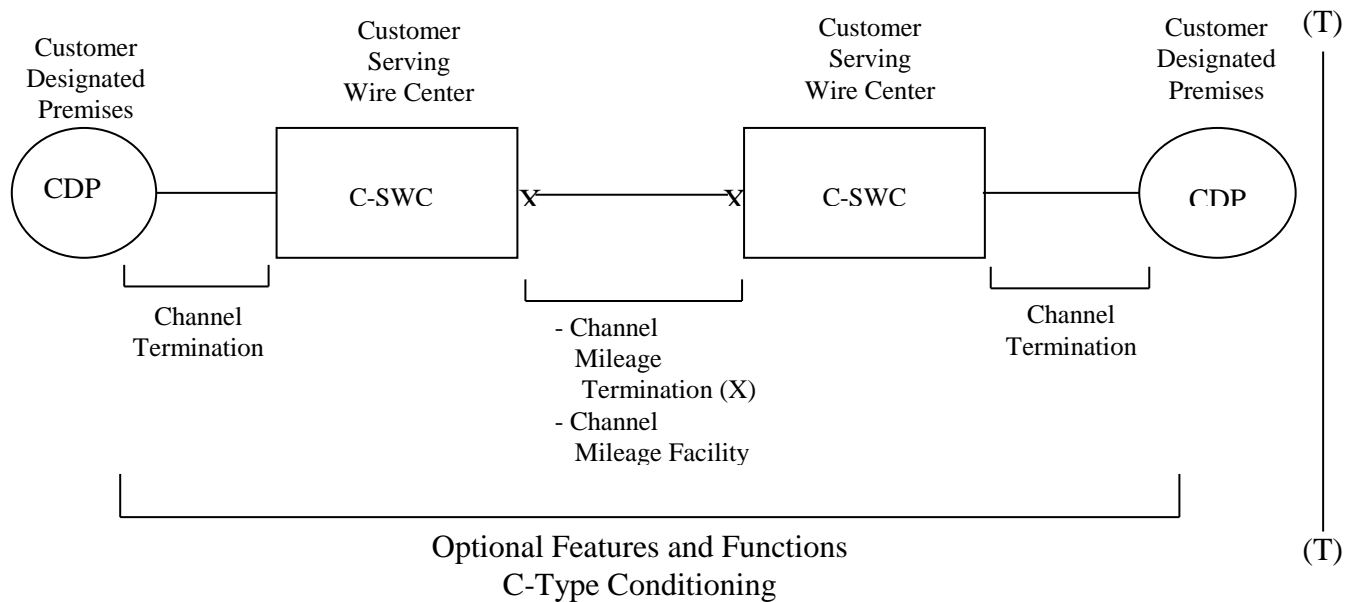 Customer
Designated
Premises
Customer
Serving
Wire Center
Customer
Serving
Wire Center
Customer
Designated
Premises
(T)
CDP
C-SWC
X
X
C-SWC
CDP
Channel
Termination
- Channel
Mileage
Termination (X)
- Channel
Mileage Facility
Channel
Termination
Optional Features and Functions
C-Type Conditioning
(T)